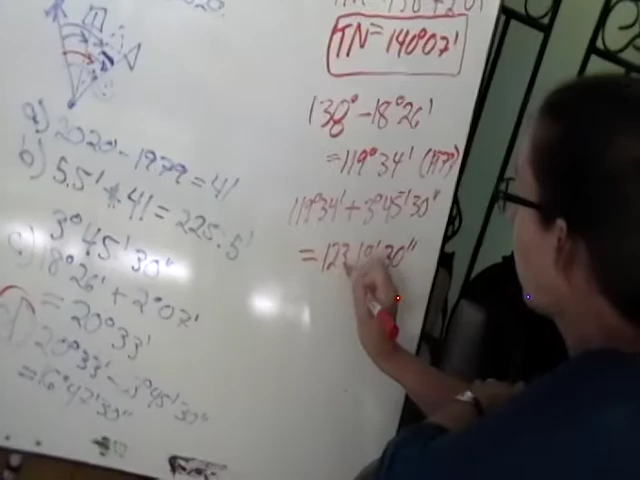 2020.
a) 2020 - 1979 = 41
b) 5.5' * 41 = 225.5'
3°45'30"
c) 18°26' + 2°07'
= 20°33'
d) 20°33' - 3°45'30"
= 16°47'30"
TN = 140°07'
138° - 18°26'
= 119°34' (1979)
119°34' + 3°45'30"
= 123°19'30"